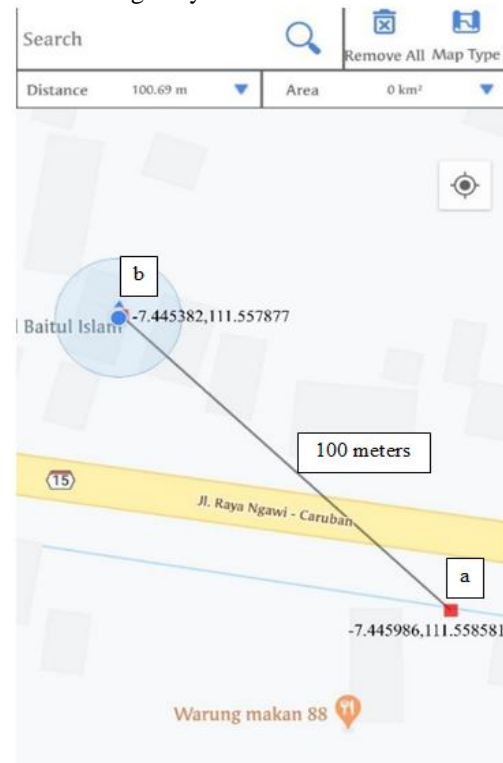 Search
Remove All Map Type
Distance 100.69 m Area 0 km²
b
-7.445382,111.557877
Baitul Islam
100 meters
15
Jl. Raya Ngawi - Caruban
a
-7.445986,111.558581
Warung makan 88